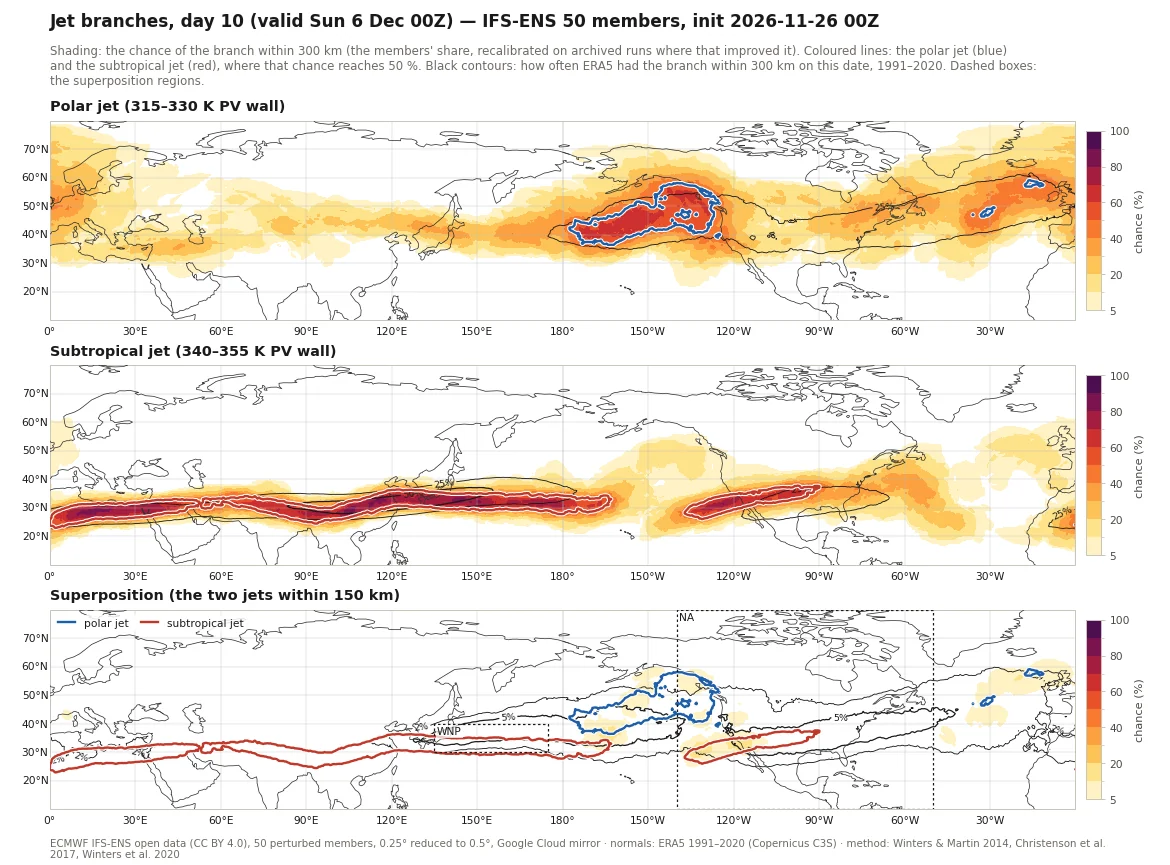 Jet branches, day 10 (valid Sun 6 Dec 00Z) — IFS-ENS 50 members, init 2026-11-26 00Z
Shading: the chance of the branch within 300 km (the members' share, recalibrated on archived runs where that improved it). Coloured lines: the polar jet (blue)
and the subtropical jet (red), where that chance reaches 50 %. Black contours: how often ERA5 had the branch within 300 km on this date, 1991–2020. Dashed boxes:
the superposition regions.
Polar jet (315–330 K PV wall)
70°N
60°N
50°N
40°N
30°N
20°N
25%
0°
30°E
60°E
90°E
120°E
150°E
180°
150°W
120°W
90°W
60°W
30°W
100
80
60
40
20
5
chance (%)
Subtropical jet (340–355 K PV wall)
70°N
60°N
50°N
40°N
30°N
20°N
25%
25%
0°
30°E
60°E
90°E
120°E
150°E
180°
150°W
120°W
90°W
60°W
30°W
100
80
60
40
20
5
chance (%)
Superposition (the two jets within 150 km)
polar jet
subtropical jet
NA
WNP
70°N
60°N
50°N
40°N
30°N
20°N
5%
5%
2%
2%
0°
30°E
60°E
90°E
120°E
150°E
180°
150°W
120°W
90°W
60°W
30°W
100
80
60
40
20
5
chance (%)
ECMWF IFS-ENS open data (CC BY 4.0), 50 perturbed members, 0.25° reduced to 0.5°, Google Cloud mirror · normals: ERA5 1991–2020 (Copernicus C3S) · method: Winters & Martin 2014, Christenson et al.
2017, Winters et al. 2020